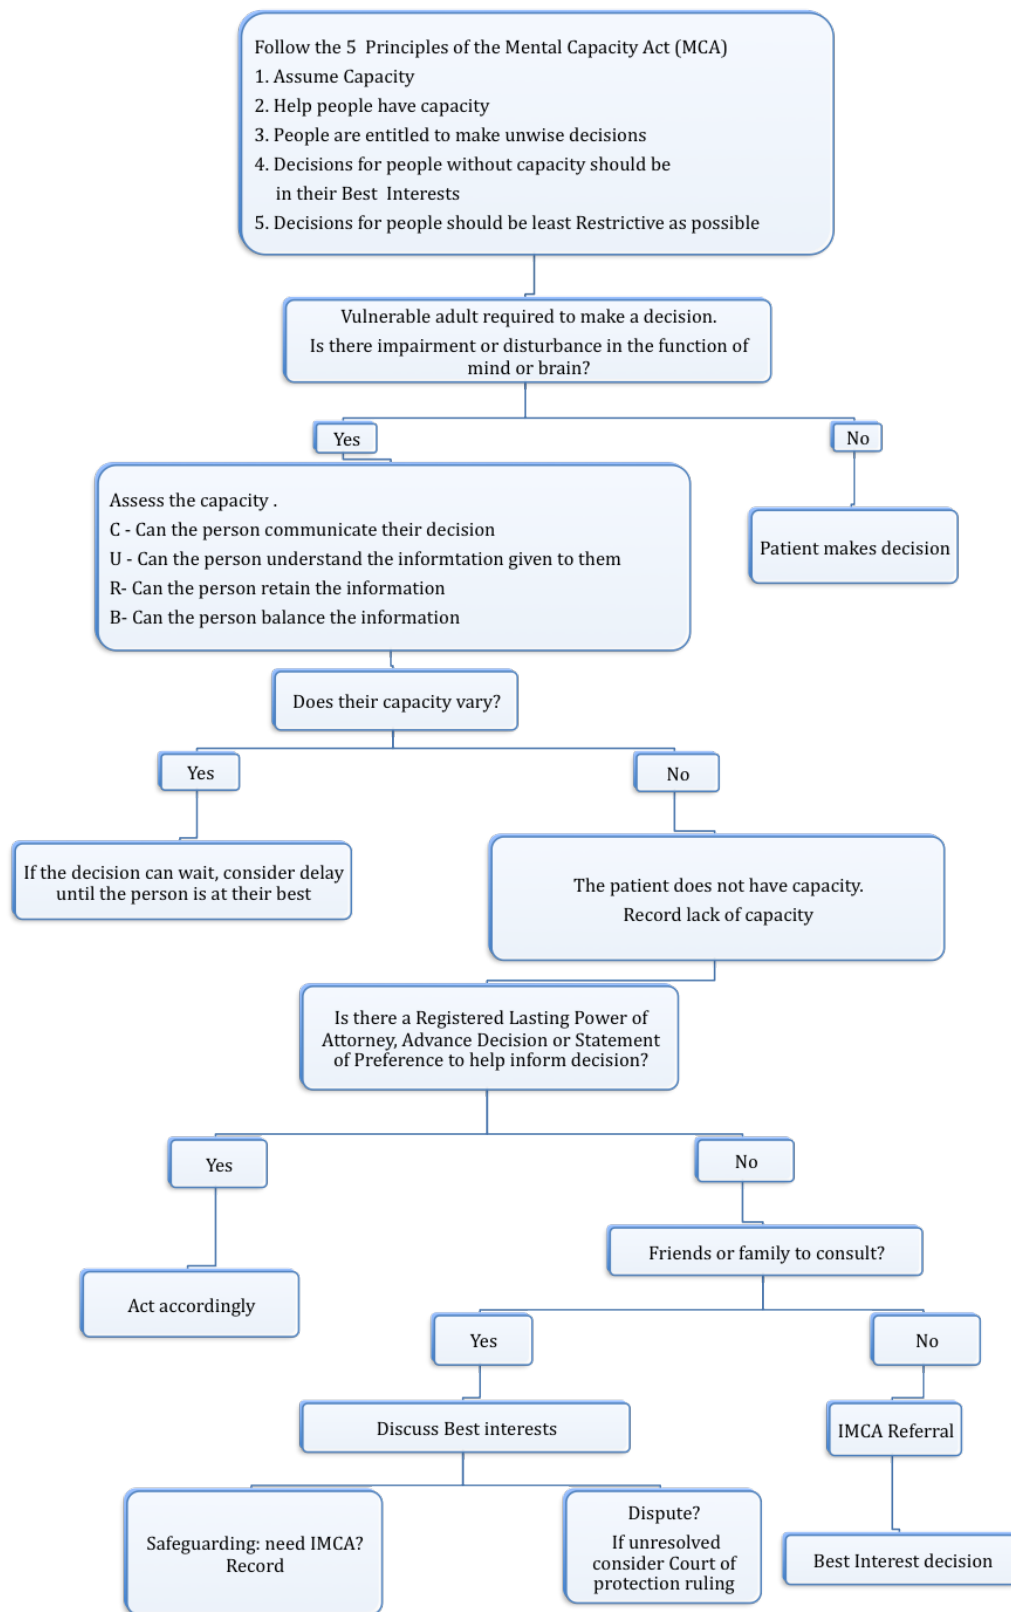 Follow the 5 Principles of the Mental Capacity Act (MCA)
1. Assume Capacity
2. Help people have capacity
3. People are entitled to make unwise decisions
4. Decisions for people without capacity should be
in their Best Interests
5. Decisions for people should be least Restrictive as possible
Vulnerable adult required to make a decision.
Is there impairment or disturbance in the function of
mind or brain?
Yes
No
Assess the capacity .
C - Can the person communicate their decision
U - Can the person understand the informtation given to them
R- Can the person retain the information
B- Can the person balance the information
Patient makes decision
Does their capacity vary?
Yes
No
If the decision can wait, consider delay
until the person is at their best
The patient does not have capacity.
Record lack of capacity
Is there a Registered Lasting Power of
Attorney, Advance Decision or Statement
of Preference to help inform decision?
Yes
No
Friends or family to consult?
Act accordingly
Yes
No
Discuss Best interests
IMCA Referral
Safeguarding: need IMCA?
Record
Dispute?
If unresolved
consider Court of
protection ruling
Best Interest decision